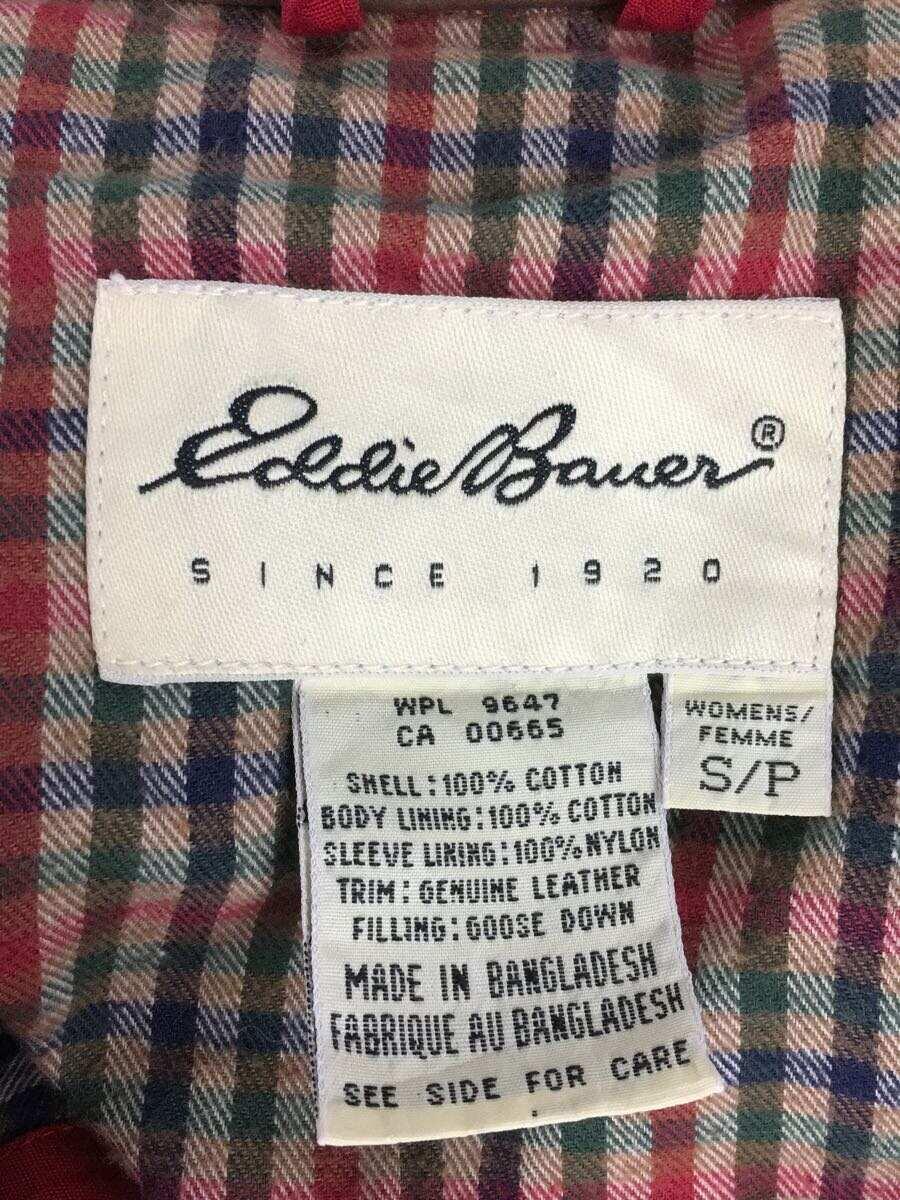 Eddie Bauer®
SINCE 1920
WPL 9647
CA 00665
SHELL: 100% COTTON
BODY LINING: 100% COTTON
SLEEVE LINING: 100% NYLON
TRIM: GENUINE LEATHER
FILLING: GOOSE DOWN
MADE IN BANGLADESH
FABRIQUE AU BANGLADESH
SEE SIDE FOR CARE
WOMENS/
FEMME
S/P